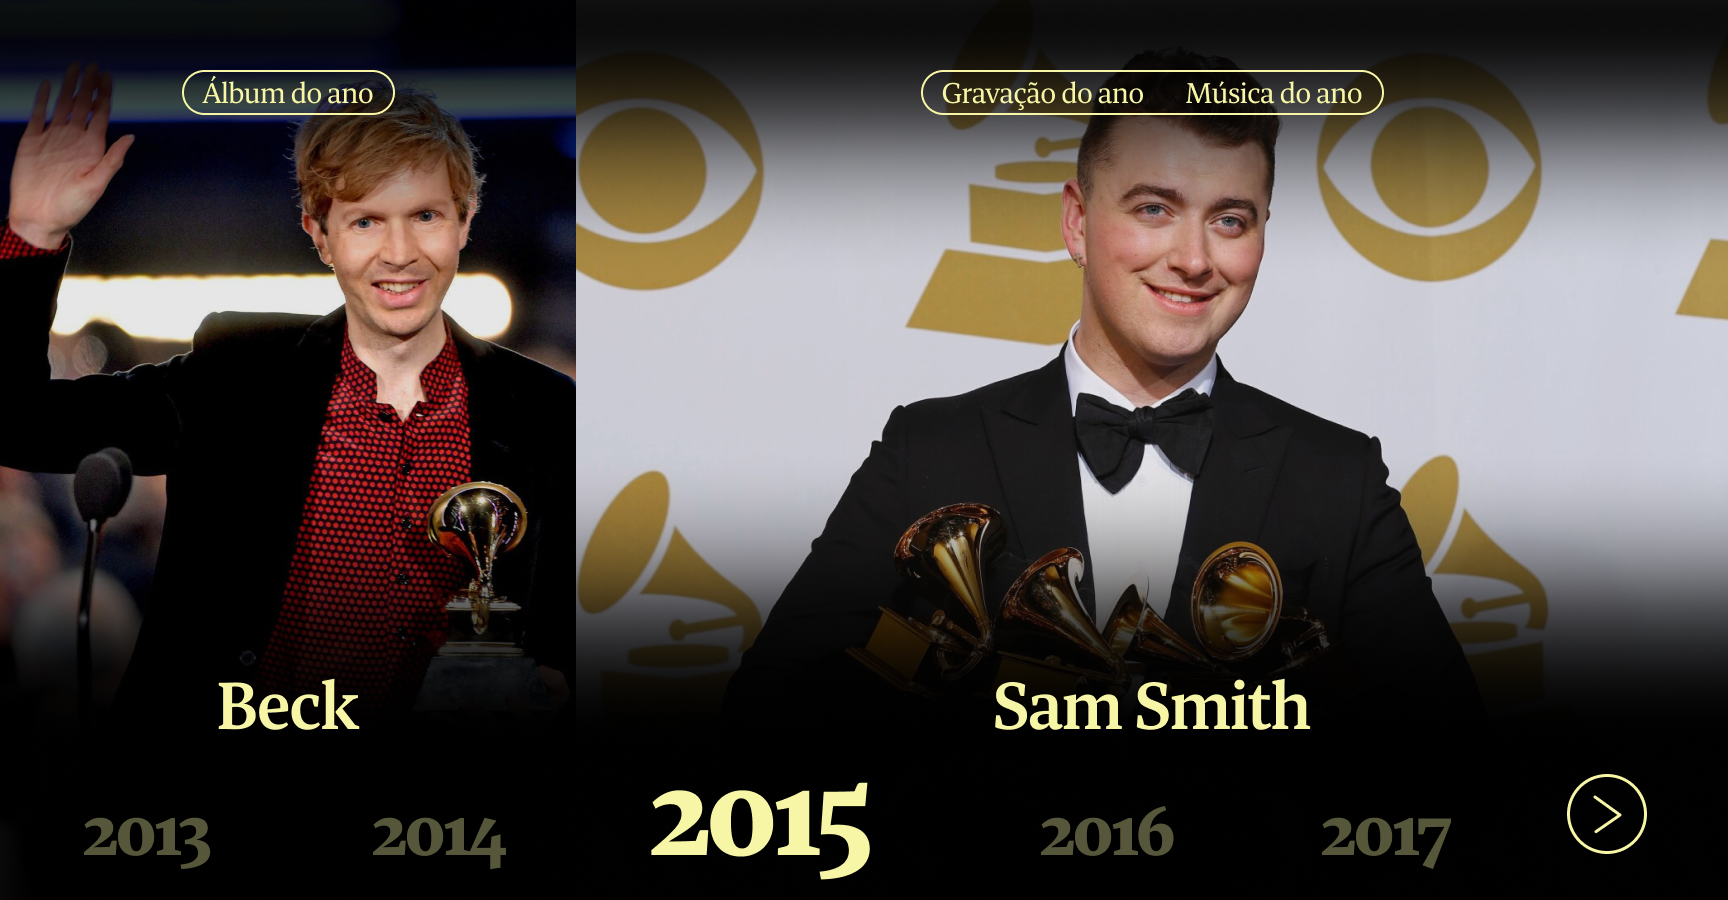 Álbum do ano
Gravação do ano Música do ano
Beck
Sam Smith
2013 2014 2015 2016 2017